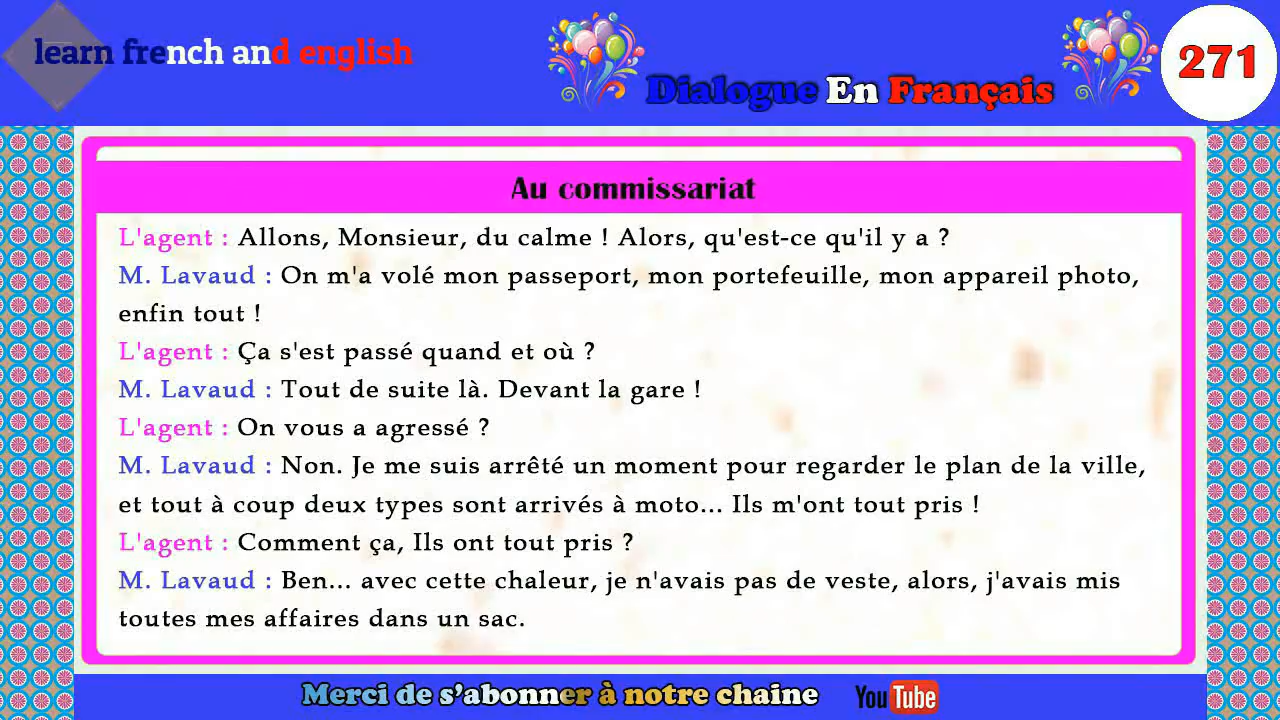 learn french and english
Dialogue En Français
271
Au commissariat
L'agent : Allons, Monsieur, du calme ! Alors, qu'est-ce qu'il y a ?
M. Lavaud : On m'a volé mon passeport, mon portefeuille, mon appareil photo,
enfin tout !
L'agent : Ça s'est passé quand et où ?
M. Lavaud : Tout de suite là. Devant la gare !
L'agent : On vous a agressé ?
M. Lavaud : Non. Je me suis arrêté un moment pour regarder le plan de la ville,
et tout à coup deux types sont arrivés à moto... Ils m'ont tout pris !
L'agent : Comment ça, Ils ont tout pris ?
M. Lavaud : Ben... avec cette chaleur, je n'avais pas de veste, alors, j'avais mis
toutes mes affaires dans un sac.
Merci de s'abonner à notre chaine YouTube